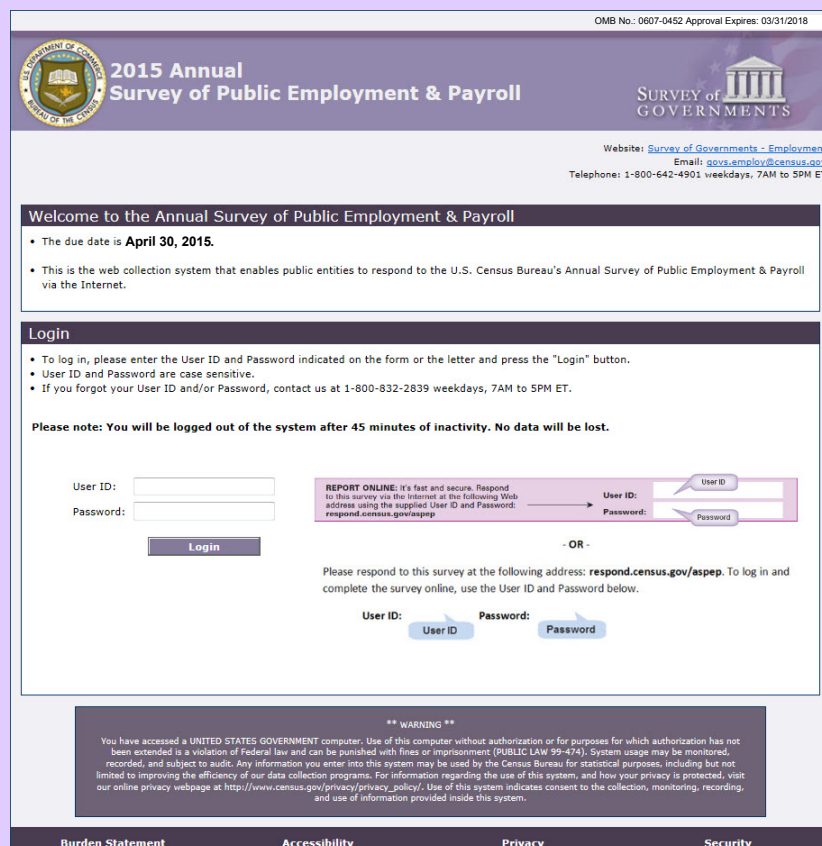 OMB No.: 0607-0452 Approval Expires: 03/31/2018
U.S. DEPARTMENT OF COMMERCE
BUREAU OF THE CENSUS
2015 Annual
Survey of Public Employment & Payroll
SURVEY of
GOVERNMENTS
Website: Survey of Governments - Employmen
Email: govs.employ@census.go
Telephone: 1-800-642-4901 weekdays, 7AM to 5PM E
Welcome to the Annual Survey of Public Employment & Payroll
• The due date is April 30, 2015.
• This is the web collection system that enables public entities to respond to the U.S. Census Bureau's Annual Survey of Public Employment & Payroll
via the Internet.
Login
• To log in, please enter the User ID and Password indicated on the form or the letter and press the "Login" button.
• User ID and Password are case sensitive.
• If you forgot your User ID and/or Password, contact us at 1-800-832-2839 weekdays, 7AM to 5PM ET.
Please note: You will be logged out of the system after 45 minutes of inactivity. No data will be lost.
User ID:
Password:
Login
REPORT ONLINE: It's fast and secure. Respond
to this survey via the Internet at the following Web
address using the supplied User ID and Password:
respond.census.gov/aspep
User ID:
User ID
Password:
Password
- OR -
Please respond to this survey at the following address: respond.census.gov/aspep. To log in and
complete the survey online, use the User ID and Password below.
User ID: Password:
User ID Password
** WARNING **
You have accessed a UNITED STATES GOVERNMENT computer. Use of this computer without authorization or for purposes for which authorization has not
been extended is a violation of Federal law and can be punished with fines or imprisonment (PUBLIC LAW 99-474). System usage may be monitored,
recorded, and subject to audit. Any information you enter into this system may be used by the Census Bureau for statistical purposes, including but not
limited to improving the efficiency of our data collection programs. For information regarding the use of this system, and how your privacy is protected, visit
our online privacy webpage at http://www.census.gov/privacy/privacy_policy/. Use of this system indicates consent to the collection, monitoring, recording,
and use of information provided inside this system.
Burden Statement Accessibility Privacy Security